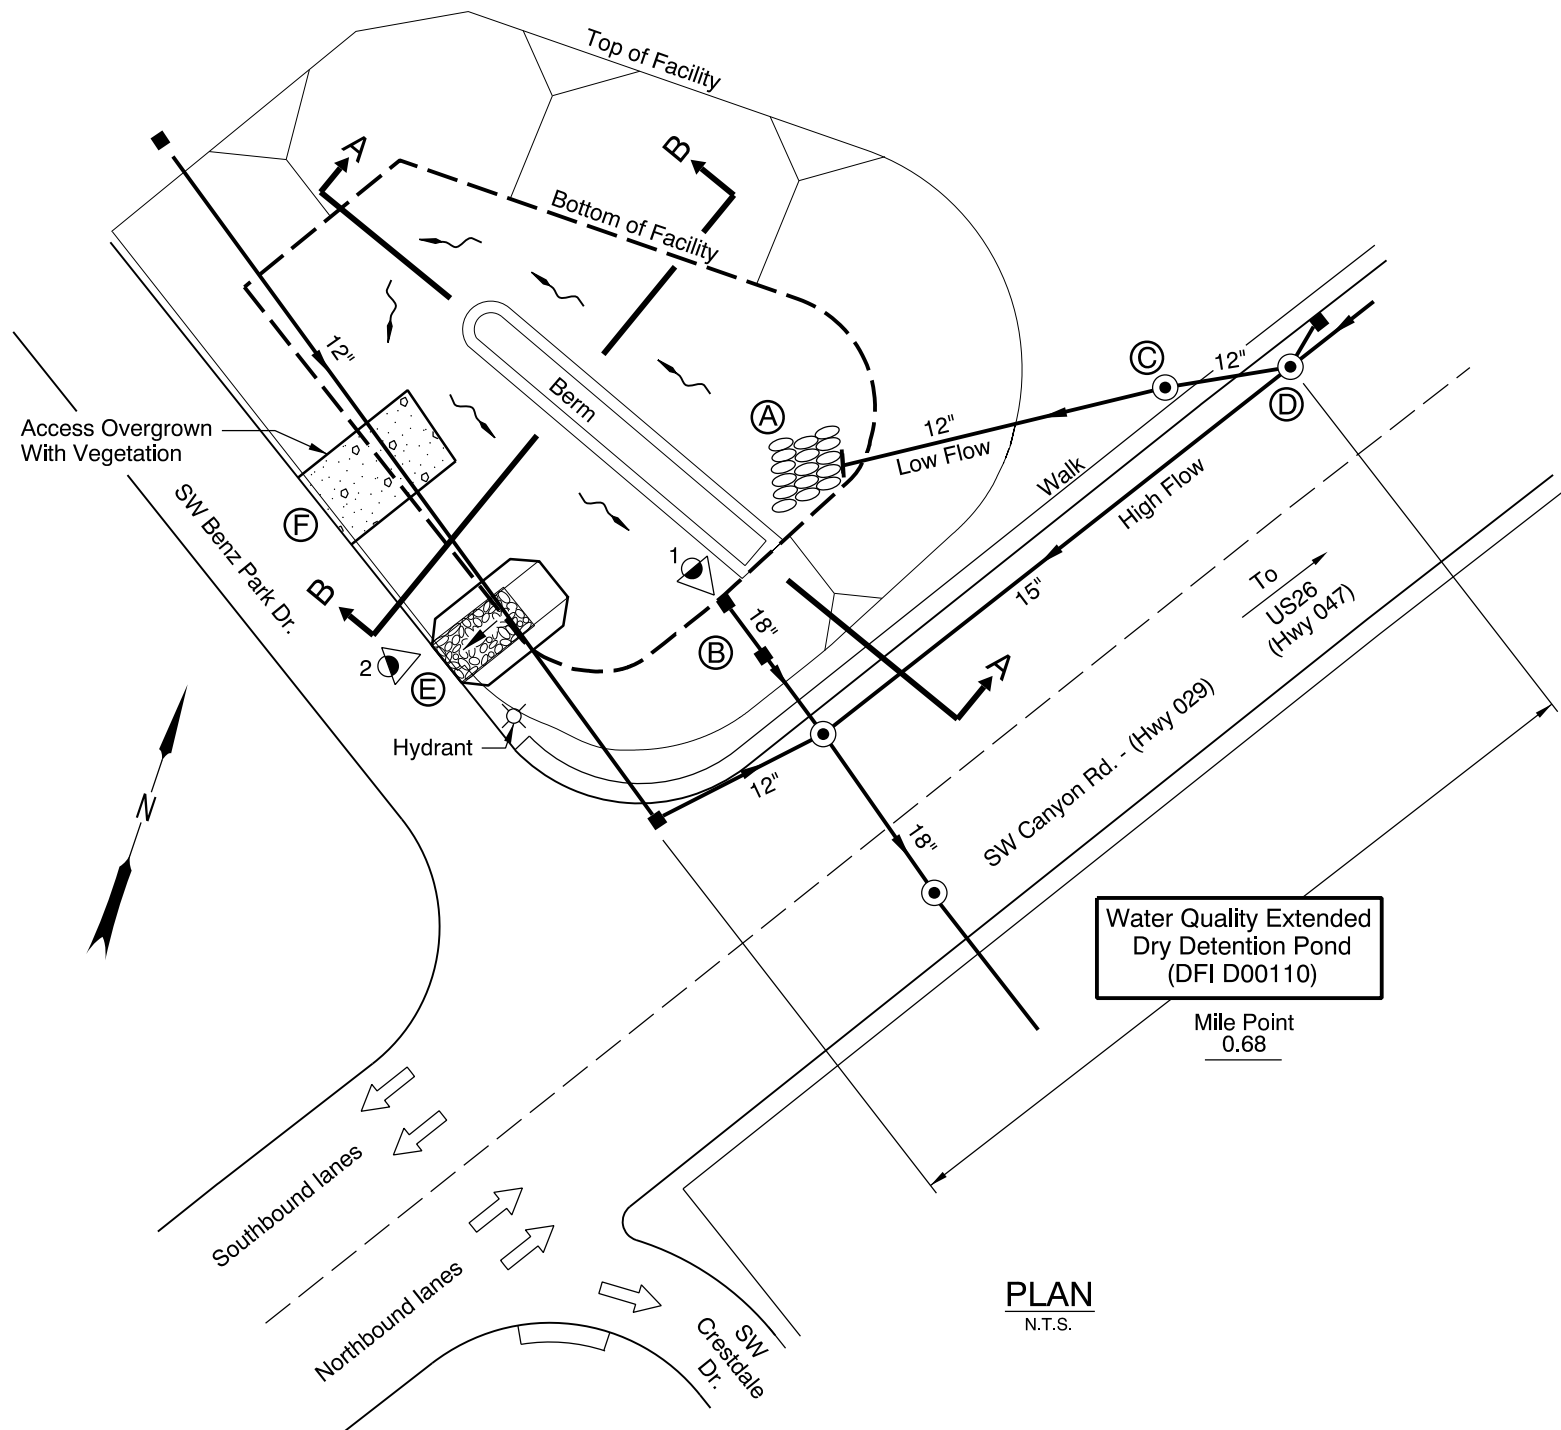 Top of Facility
A
B
Bottom of Facility
12"
Berm
A
C
12"
D
12"
Low Flow
Walk
High Flow
Access Overgrown
With Vegetation
F
SW Benz Park Dr.
B
1
2
E
18"
B
15"
To
US26
(Hwy 047)
A
Hydrant
12"
18"
SW Canyon Rd. - (Hwy 029)
N
Water Quality Extended
Dry Detention Pond
(DFI D00110)
Mile Point
0.68
Southbound lanes
Northbound lanes
SW
Crestdale
Dr.
PLAN
N.T.S.